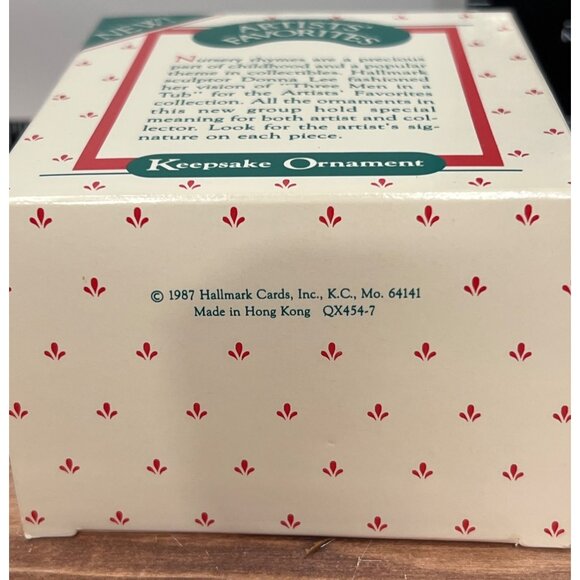 NEW!
ARTISTS'
FAVORITES
Nursery rhymes are a precious
part of childhood and a popular
theme in collectibles. Hallmark
sculptor Donna Lee fashioned
her vision of "Three Men in a
Tub" for the Artists' Favorites
collection. All the ornaments in
this new group hold special
meaning for both artist and col-
lector. Look for the artist's sig-
nature on each piece.
Keepsake Ornament
© 1987 Hallmark Cards, Inc., K.C., Mo. 64141
Made in Hong Kong QX454-7